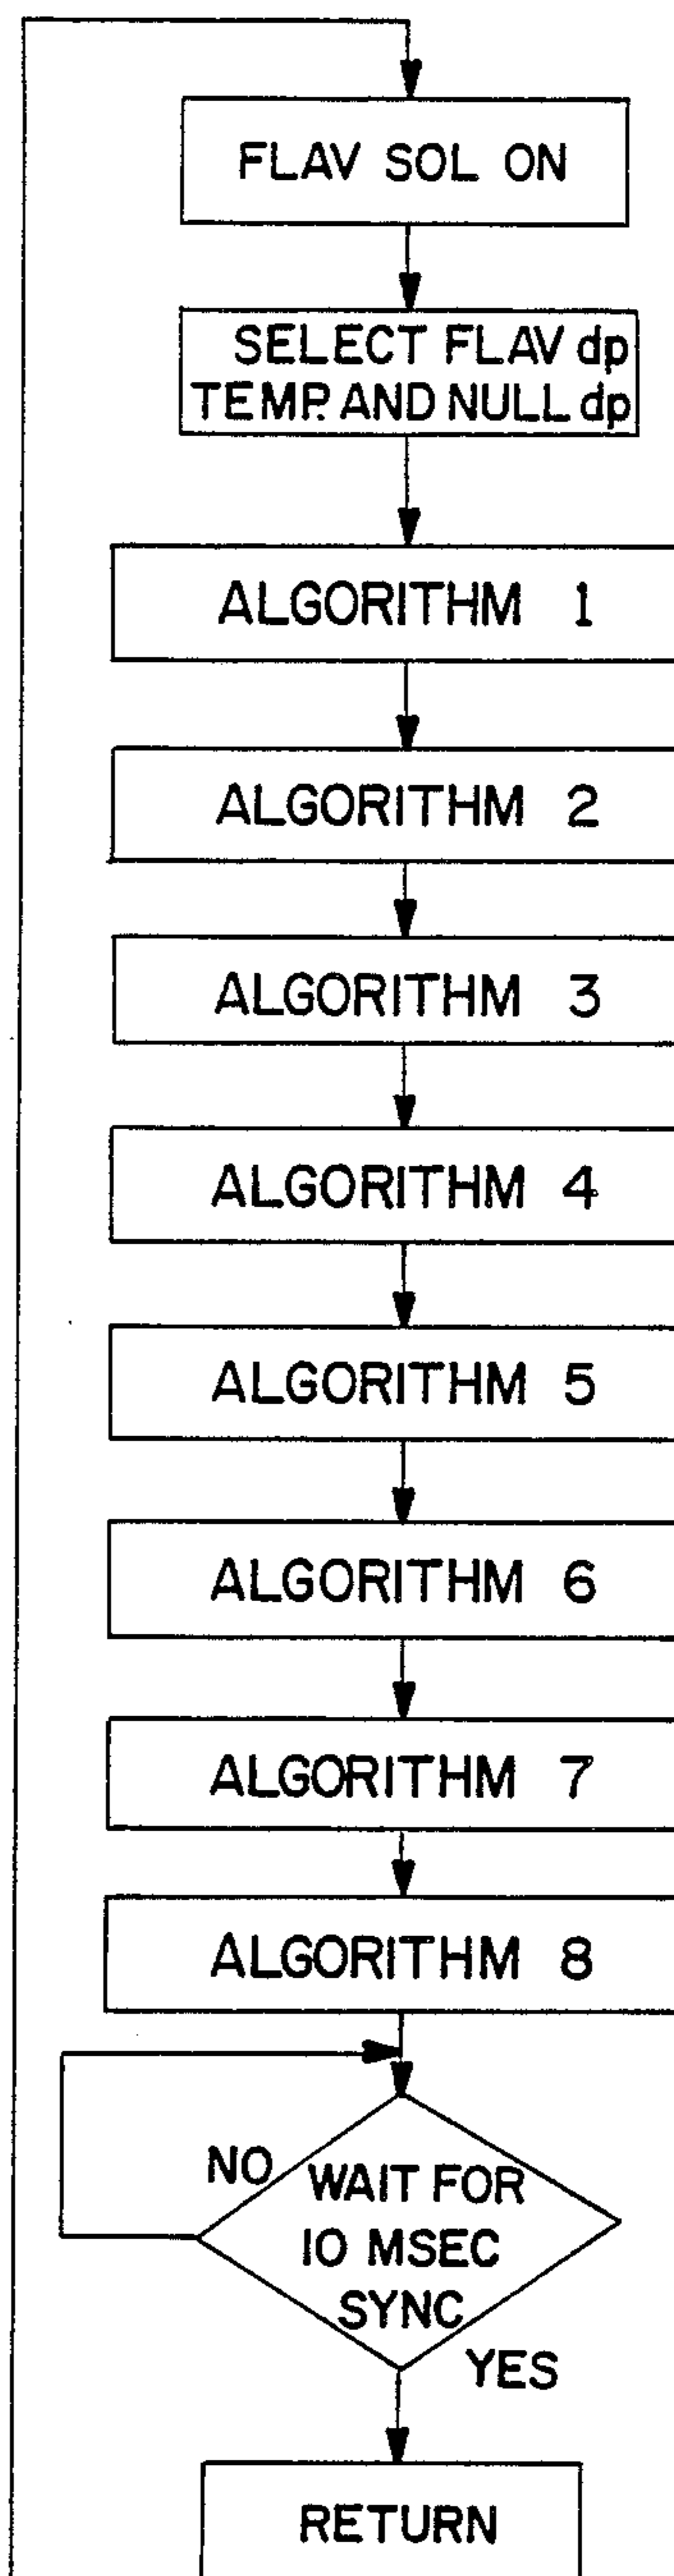 FLAV SOL ON
SELECT FLAV dp
TEMP. AND NULL dp
ALGORITHM 1
ALGORITHM 2
ALGORITHM 3
ALGORITHM 4
ALGORITHM 5
ALGORITHM 6
ALGORITHM 7
ALGORITHM 8
NO
WAIT FOR
10 MSEC
SYNC
YES
RETURN